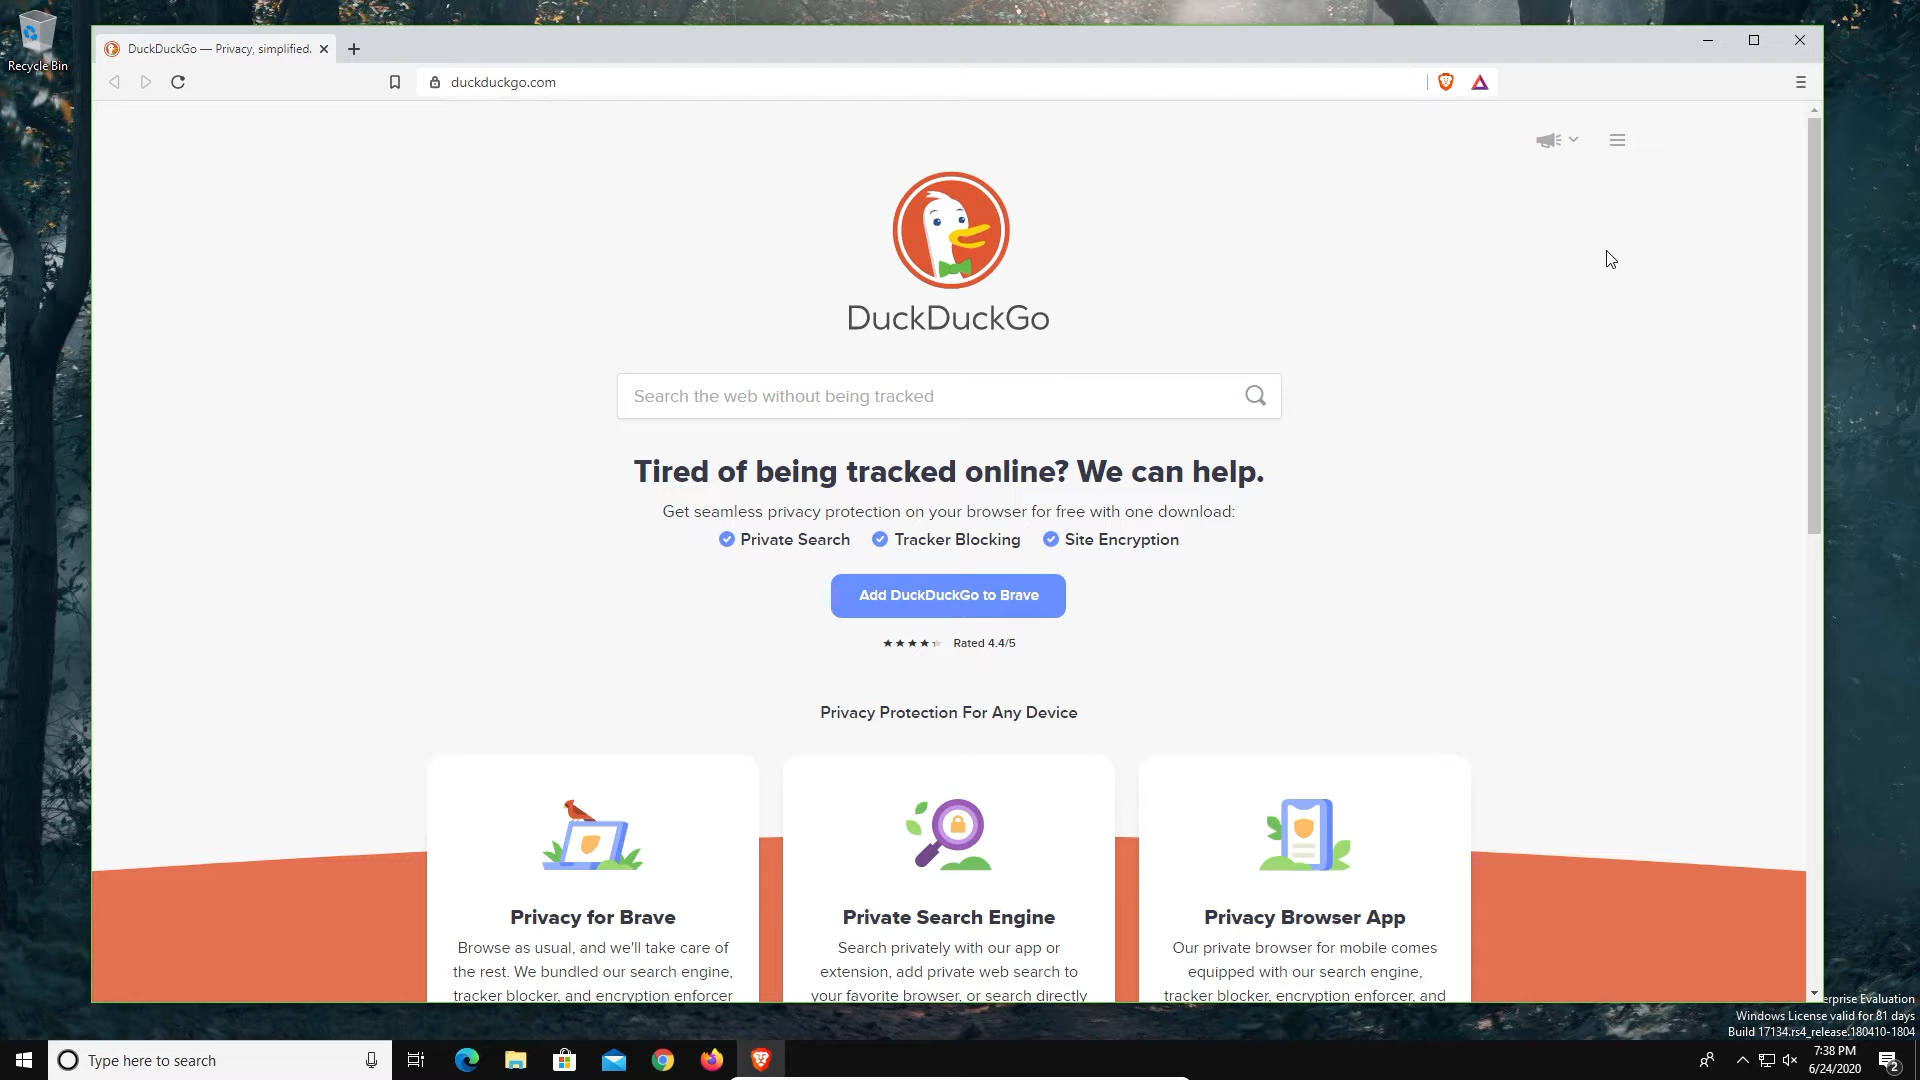 Recycle Bin
DuckDuckGo — Privacy, simplified.
duckduckgo.com
DuckDuckGo
Search the web without being tracked
Tired of being tracked online? We can help.
Get seamless privacy protection on your browser for free with one download:
Private Search Tracker Blocking Site Encryption
Add DuckDuckGo to Brave
Rated 4.4/5
Privacy Protection For Any Device
Privacy for Brave
Browse as usual, and we'll take care of
the rest. We bundled our search engine,
tracker blocker, and encryption enforcer
Private Search Engine
Search privately with our app or
extension, add private web search to
your favorite browser, or search directly
Privacy Browser App
Our private browser for mobile comes
equipped with our search engine,
tracker blocker, encryption enforcer, and
erprise Evaluation
Windows License valid for 81 days
Build 17134.rs4_release.180410-1804
Type here to search
7:38 PM
6/24/2020
2